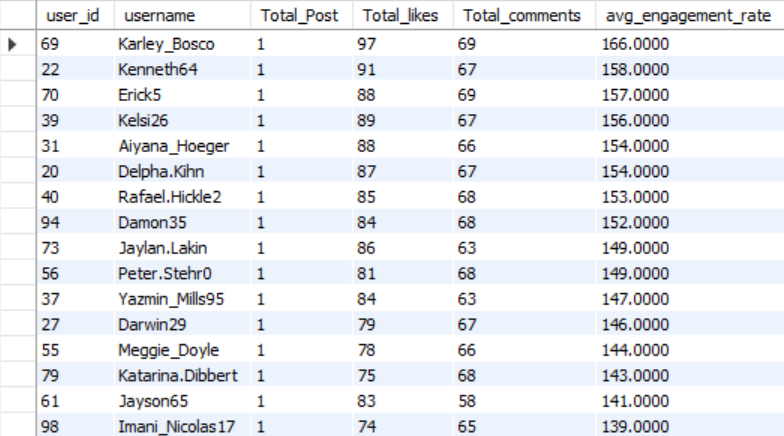 user_id username Total_Post Total_likes Total_comments avg_engagement_rate
69 Karley_Bosco 1 97 69 166.0000
22 Kenneth64 1 91 67 158.0000
70 Erick5 1 88 69 157.0000
39 Kelsi26 1 89 67 156.0000
31 Aiyana_Hoeger 1 88 66 154.0000
20 Delpha.Kihn 1 87 67 154.0000
40 Rafael.Hickle2 1 85 68 153.0000
94 Damon35 1 84 68 152.0000
73 Jaylan.Lakin 1 86 63 149.0000
56 Peter.Stehr0 1 81 68 149.0000
37 Yazmin_Mills95 1 84 63 147.0000
27 Darwin29 1 79 67 146.0000
55 Meggie_Doyle 1 78 66 144.0000
79 Katarina.Dibbert 1 75 68 143.0000
61 Jayson65 1 83 58 141.0000
98 Imani_Nicolas17 1 74 65 139.0000